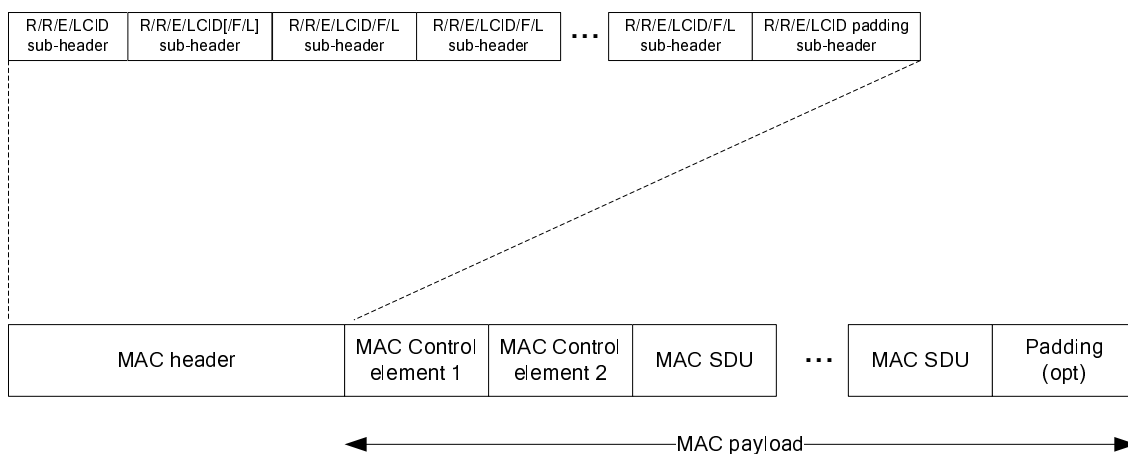 R/R/E/LCID
sub-header
R/R/E/LCID[/F/L]
sub-header
R/R/E/LCID/F/L
sub-header
R/R/E/LCID/F/L
sub-header
...
R/R/E/LCID/F/L
sub-header
R/R/E/LCID padding
sub-header
MAC header
MAC Control
element 1
MAC Control
element 2
MAC SDU
...
MAC SDU
Padding
(opt)
MAC payload